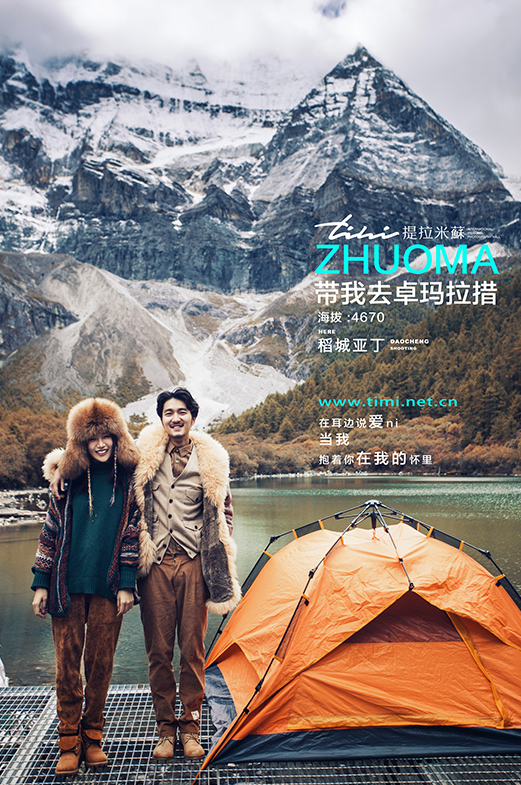 timi 提拉米蘇
ZHUOMA
带我去卓玛拉措
海拔 :4670
HERE
稻城亚丁 DAOCHENG
SHOOTING
www.timi.net.cn
在耳边说爱ni
当我
抱着你在我的怀里